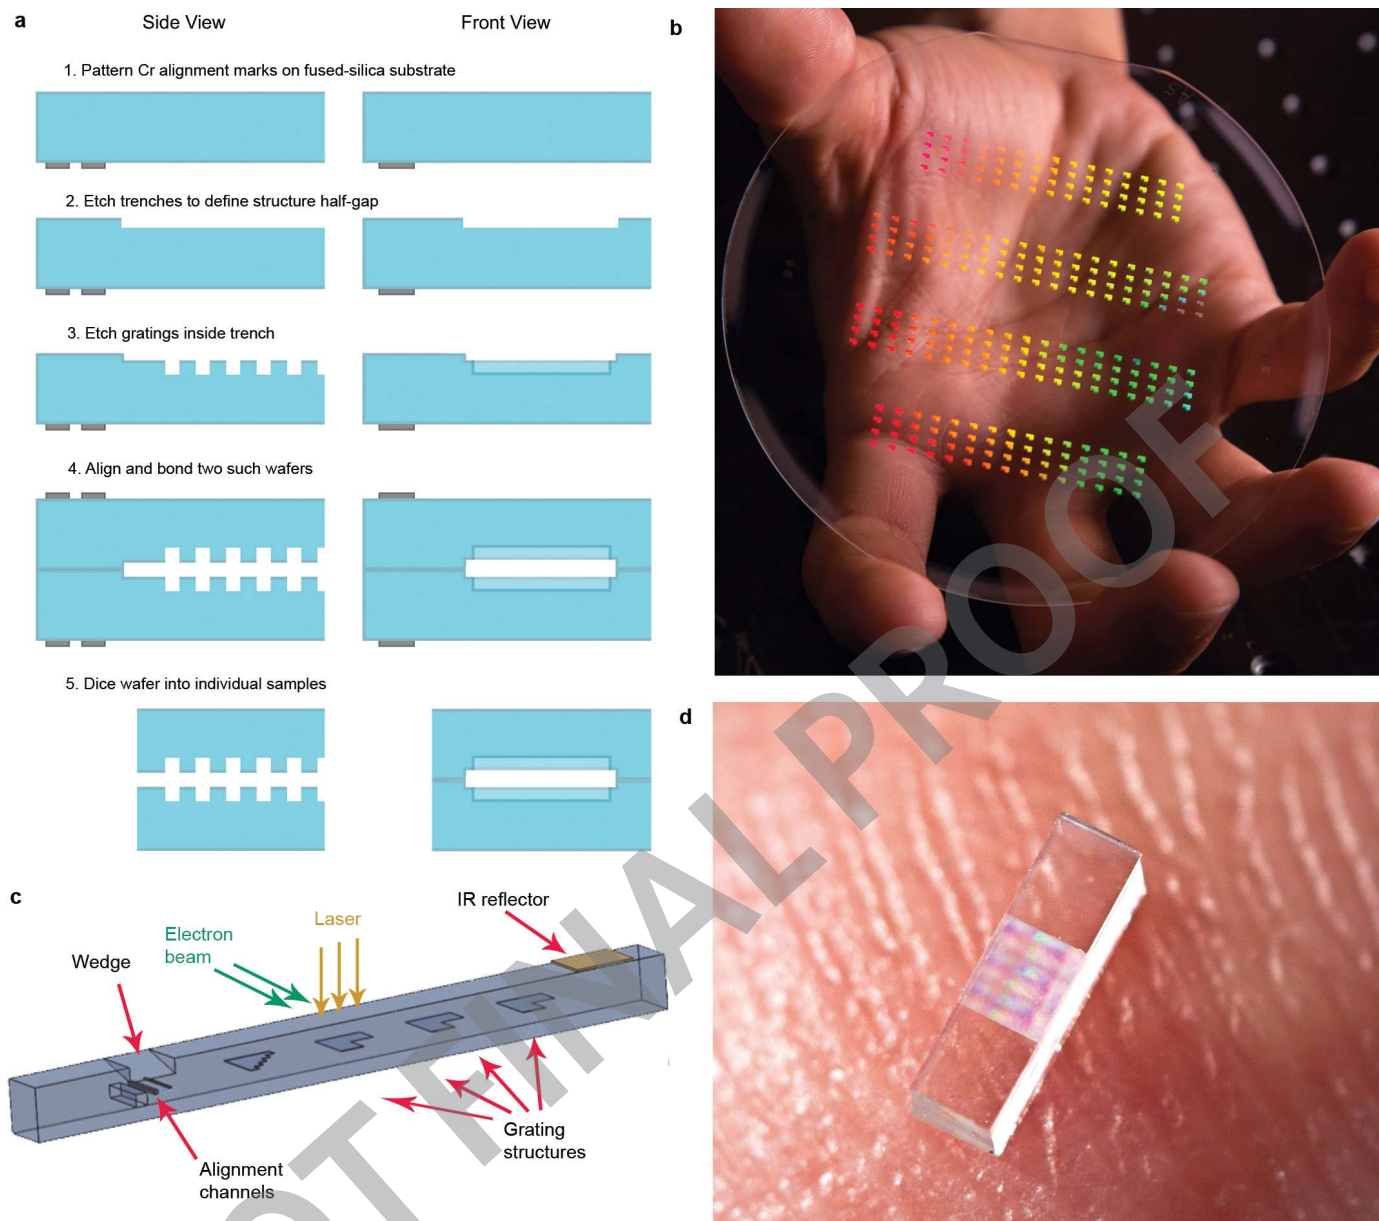 a
Side View
Front View
1. Pattern Cr alignment marks on fused-silica substrate
2. Etch trenches to define structure half-gap
3. Etch gratings inside trench
4. Align and bond two such wafers
5. Dice wafer into individual samples
b
c
IR reflector
Laser
Electron
beam
Wedge
Grating
structures
Alignment
channels
d
OT FINAL PROOF